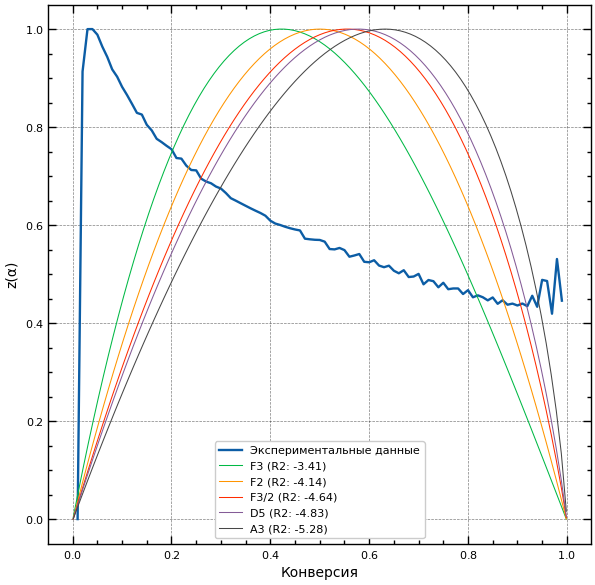 1.0
0.8
0.6
0.4
0.2
0.0
z(α)
Экспериментальные данные
F3 (R2: -3.41)
F2 (R2: -4.14)
F3/2 (R2: -4.64)
D5 (R2: -4.83)
A3 (R2: -5.28)
0.0 0.2 0.4 0.6 0.8 1.0
Конверсия